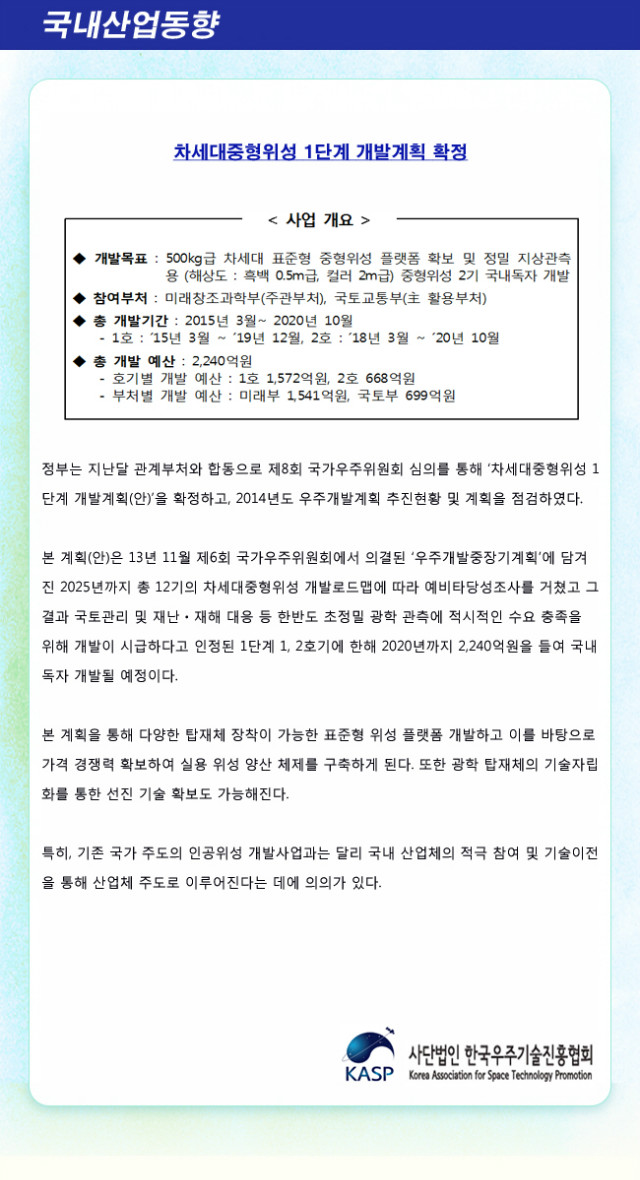 국내산업동향
차세대중형위성 1단계 개발계획 확정
< 사업 개요 >
◆ 개발목표 : 500kg급 차세대 표준형 중형위성 플랫폼 확보 및 정밀 지상관측
용 (해상도 : 흑백 0.5m급, 컬러 2m급) 중형위성 2기 국내독자 개발
◆ 참여부처 : 미래창조과학부(주관부처), 국토교통부(主 활용부처)
◆ 총 개발기간 : 2015년 3월~ 2020년 10월
- 1호 : ′15년 3월 ~ ′19년 12월, 2호 : ′18년 3월 ~ ′20년 10월
◆ 총 개발 예산 : 2,240억원
- 호기별 개발 예산 : 1호 1,572억원, 2호 668억원
- 부처별 개발 예산 : 미래부 1,541억원, 국토부 699억원
정부는 지난달 관계부처와 합동으로 제8회 국가우주위원회 심의를 통해 ‘차세대중형위성 1
단계 개발계획(안)’을 확정하고, 2014년도 우주개발계획 추진현황 및 계획을 점검하였다.
본 계획(안)은 13년 11월 제6회 국가우주위원회에서 의결된 ‘우주개발중장기계획’에 담겨
진 2025년까지 총 12기의 차세대중형위성 개발로드맵에 따라 예비타당성조사를 거쳤고 그
결과 국토관리 및 재난・재해 대응 등 한반도 초정밀 광학 관측에 적시적인 수요 충족을
위해 개발이 시급하다고 인정된 1단계 1, 2호기에 한해 2020년까지 2,240억원을 들여 국내
독자 개발될 예정이다.
본 계획을 통해 다양한 탑재체 장착이 가능한 표준형 위성 플랫폼 개발하고 이를 바탕으로
가격 경쟁력 확보하여 실용 위성 양산 체제를 구축하게 된다. 또한 광학 탑재체의 기술자립
화를 통한 선진 기술 확보도 가능해진다.
특히, 기존 국가 주도의 인공위성 개발사업과는 달리 국내 산업체의 적극 참여 및 기술이전
을 통해 산업체 주도로 이루어진다는 데에 의의가 있다.
KASP
사단법인 한국우주기술진흥협회
Korea Association for Space Technology Promotion